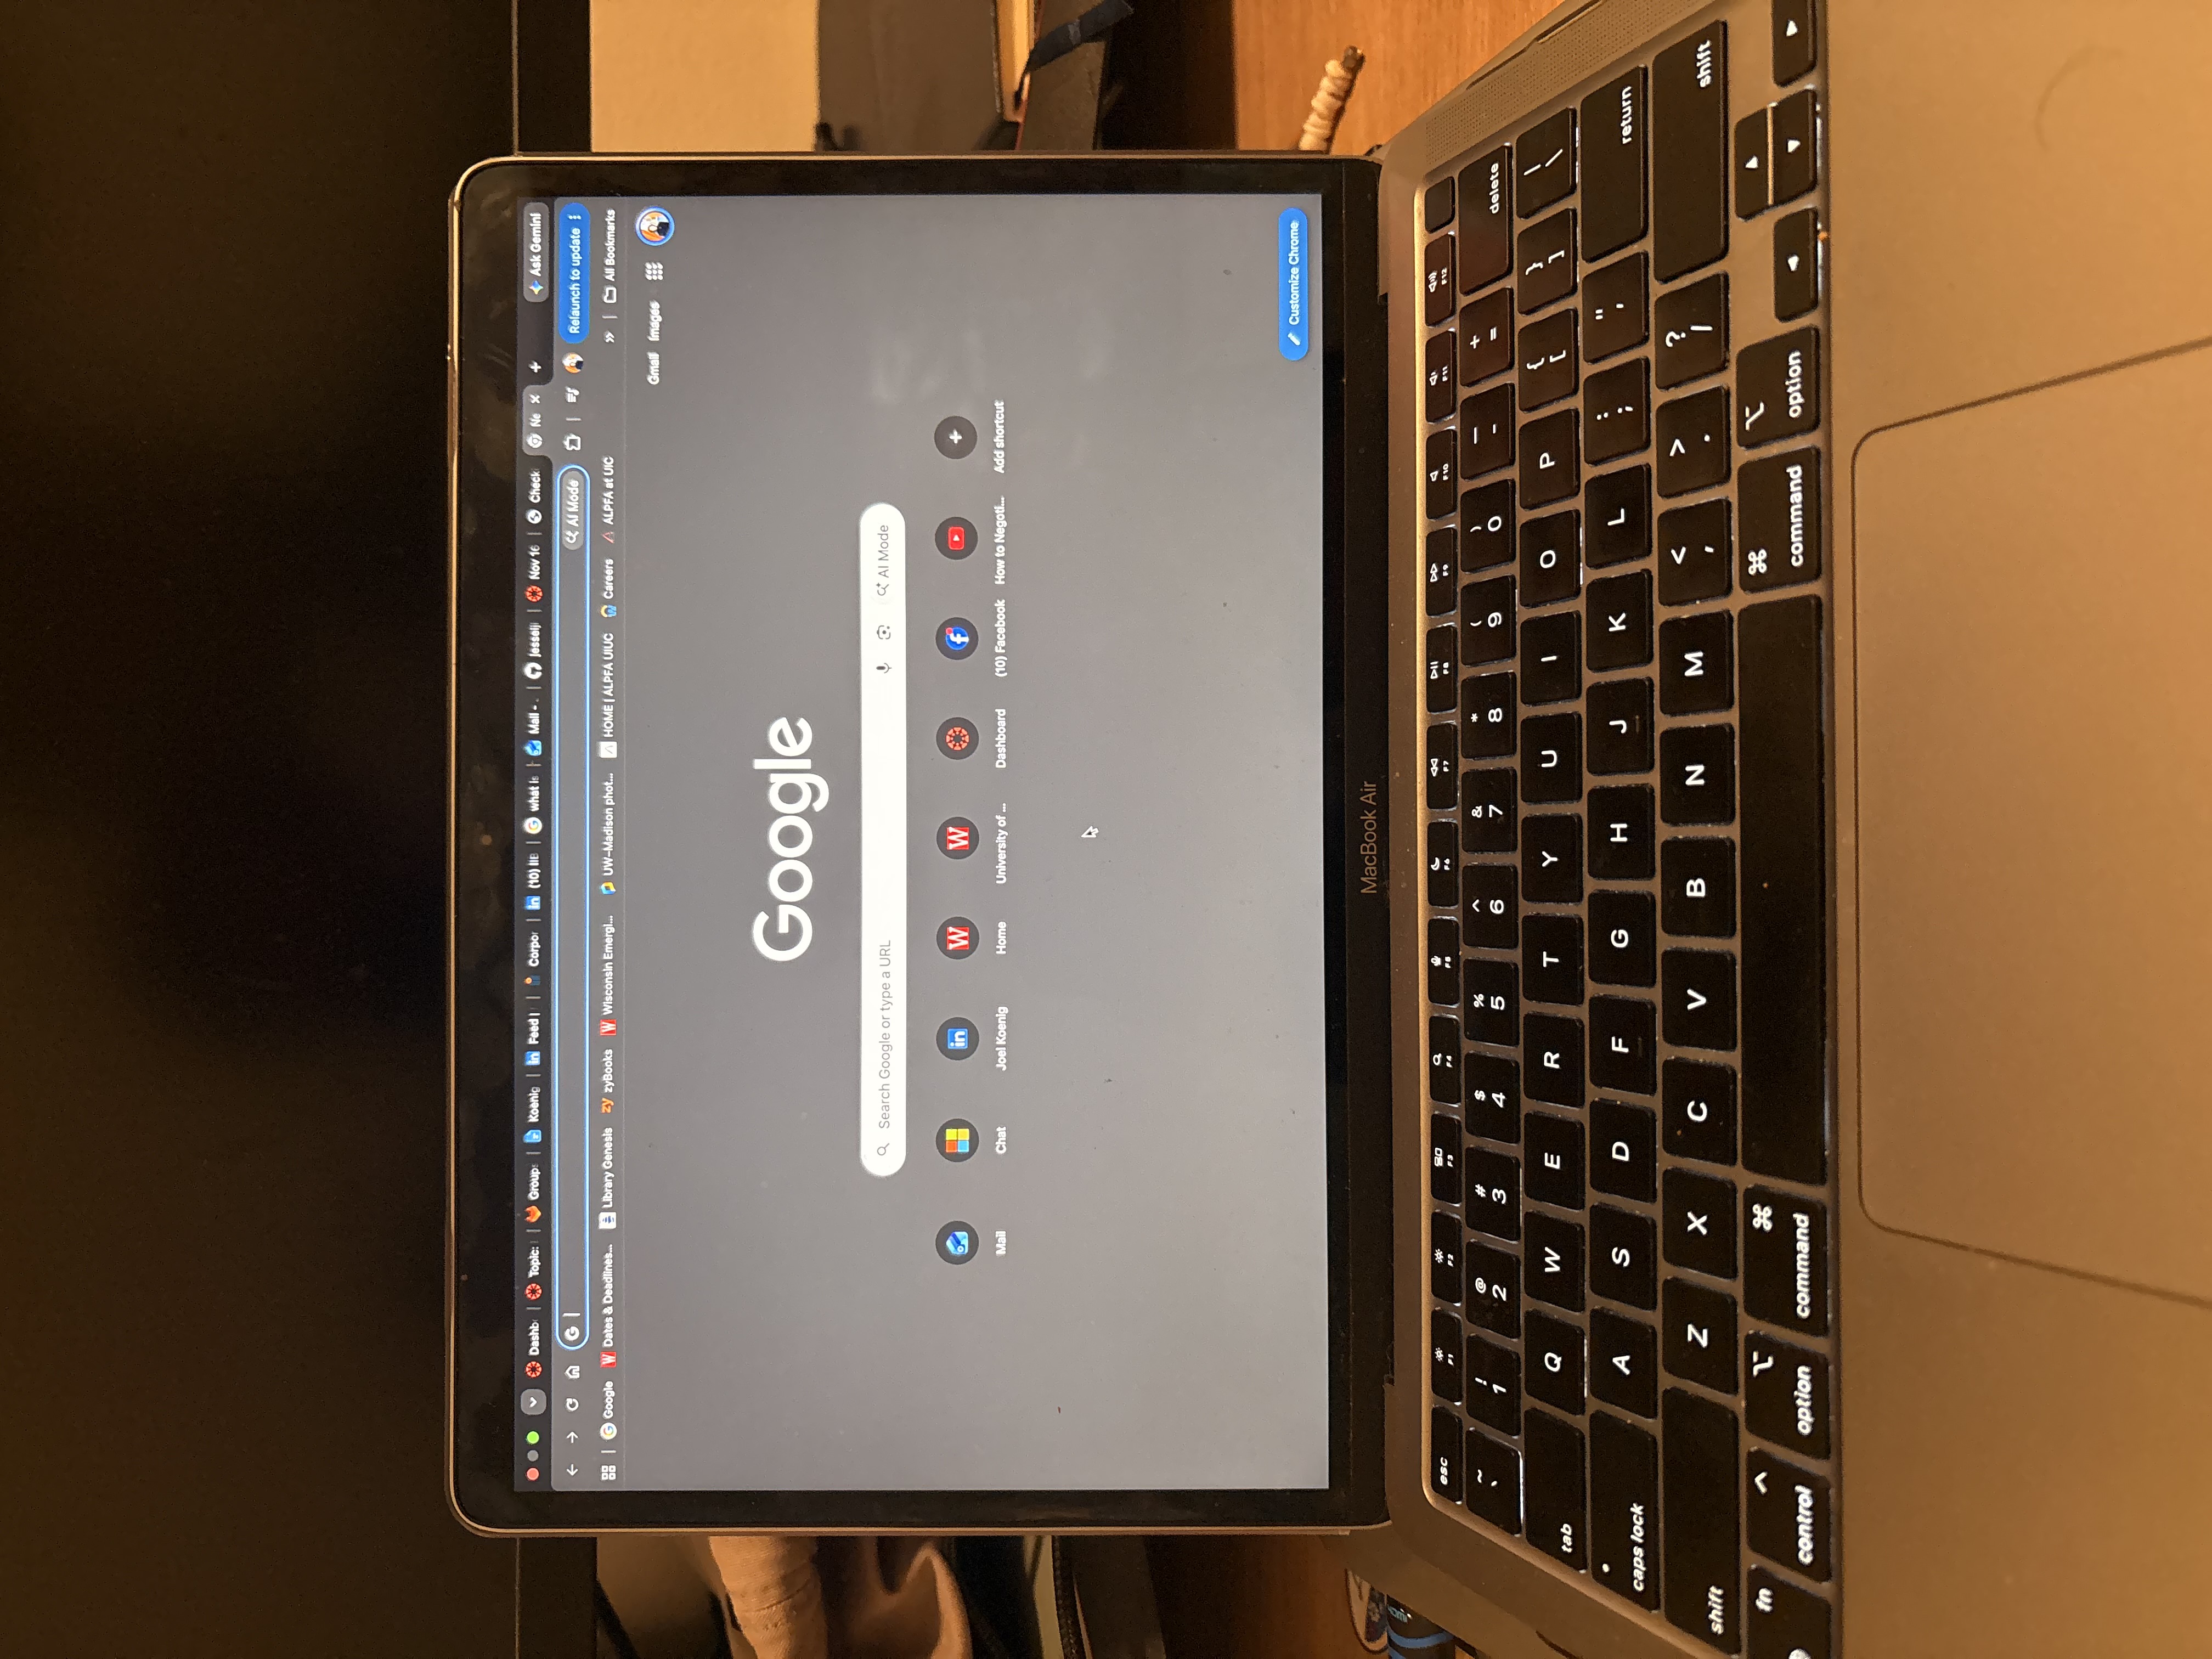 Dashb Topic: Group: Koenig Feed | Corpor (10) IIE what is Mail - Jesseiji Nov 16 Check Ne Ask Gemini
AI Mode Relaunch to update
Google Dates & Deadlines... Library Genesis zyBooks Wisconsin Emergi... UW-Madison phot... HOME | ALPFA UIUC Careers ALPFA at UIC All Bookmarks
Gmail Images
Google
Search Google or type a URL AI Mode
Mail Chat Joel Koenig Home University of ... Dashboard (10) Facebook How to Negoti... Add shortcut
Customize Chrome
MacBook Air
esc F1 F2 F3 F4 F5 F6 F7 F8 F9 F10 F11 F12
~ ! @ # $ % ^ & * ( ) — +
` 1 2 3 4 5 6 7 8 9 0 - = delete
tab Q W E R T Y U I O P { [ } ] | \
caps lock A S D F G H J K L : ; " ' return
shift Z X C V B N M < , > . ? / shift
fn control option command command option